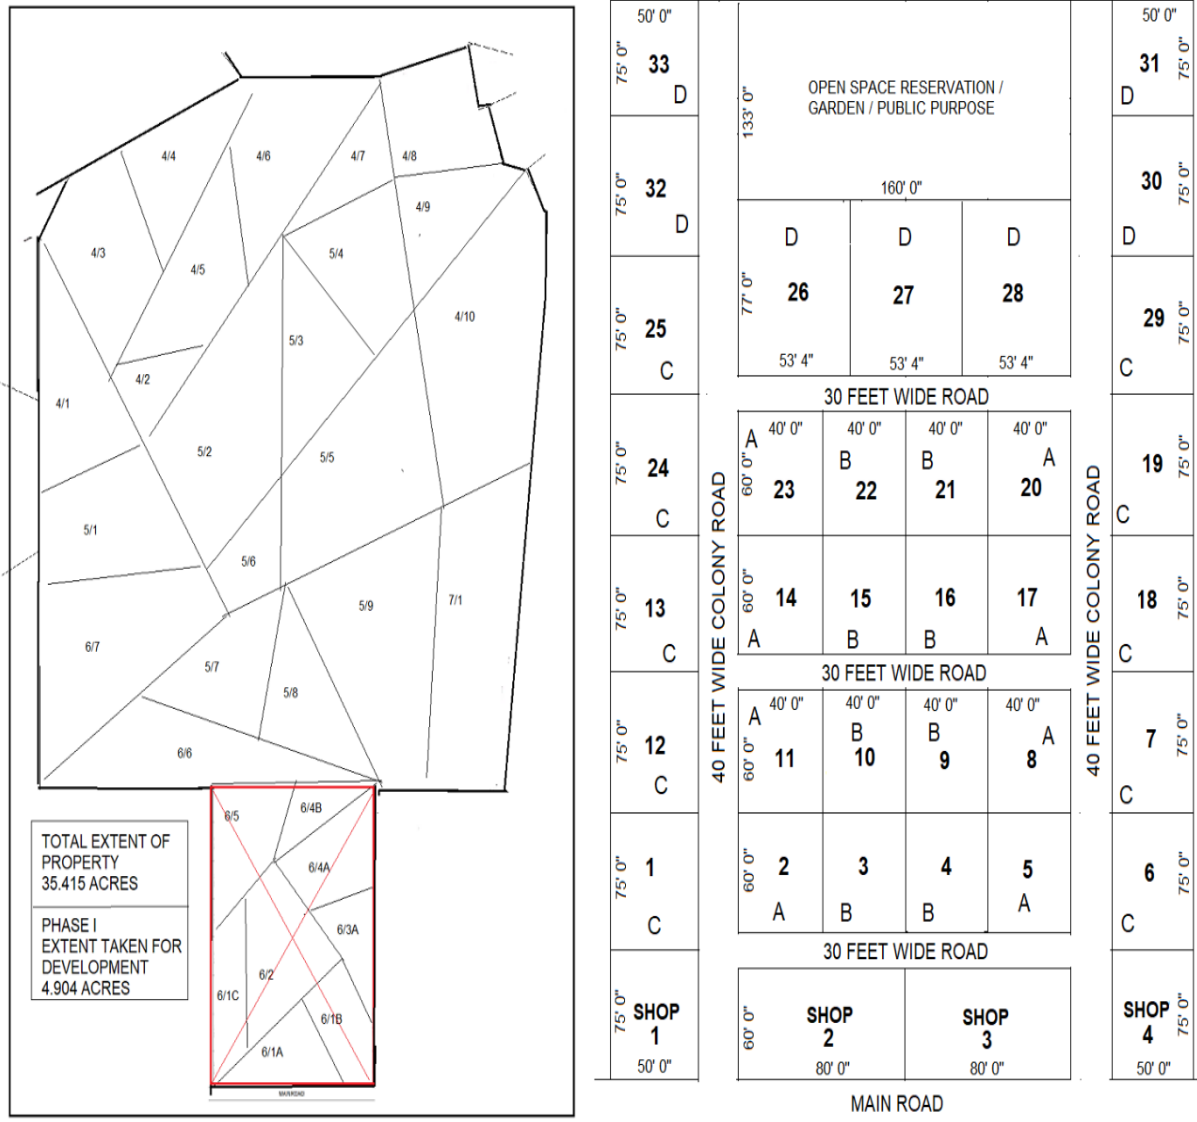 4/4
4/6
4/7
4/8
4/9
4/3
4/5
5/4
4/10
5/3
4/2
4/1
5/2
5/5
5/1
5/6
5/9
7/1
6/7
5/7
5/8
6/6
6/5
6/4B
6/4A
6/3A
6/2
6/1C
6/1B
6/1A
MAIN ROAD
TOTAL EXTENT OF
PROPERTY
35.415 ACRES
PHASE I
EXTENT TAKEN FOR
DEVELOPMENT
4.904 ACRES
50' 0"
75' 0"
33
D
75' 0"
32
D
75' 0"
25
C
75' 0"
24
C
75' 0"
13
C
75' 0"
12
C
75' 0"
1
C
75' 0"
SHOP
1
50' 0"
40 FEET WIDE COLONY ROAD
133' 0"
OPEN SPACE RESERVATION /
GARDEN / PUBLIC PURPOSE
160' 0"
D D D
77' 0"
26 27 28
53' 4" 53' 4" 53' 4"
30 FEET WIDE ROAD
40' 0" 40' 0" 40' 0" 40' 0"
A B B A
60' 0"
23 22 21 20
60' 0"
14 15 16 17
A B B A
30 FEET WIDE ROAD
40' 0" 40' 0" 40' 0" 40' 0"
A B B A
60' 0"
11 10 9 8
60' 0"
2 3 4 5
A B B A
30 FEET WIDE ROAD
60' 0"
SHOP
2
SHOP
3
80' 0" 80' 0"
MAIN ROAD
40 FEET WIDE COLONY ROAD
50' 0"
31
75' 0"
D
30
75' 0"
D
29
75' 0"
C
19
75' 0"
C
18
75' 0"
C
7
75' 0"
C
6
75' 0"
C
SHOP
4
75' 0"
50' 0"